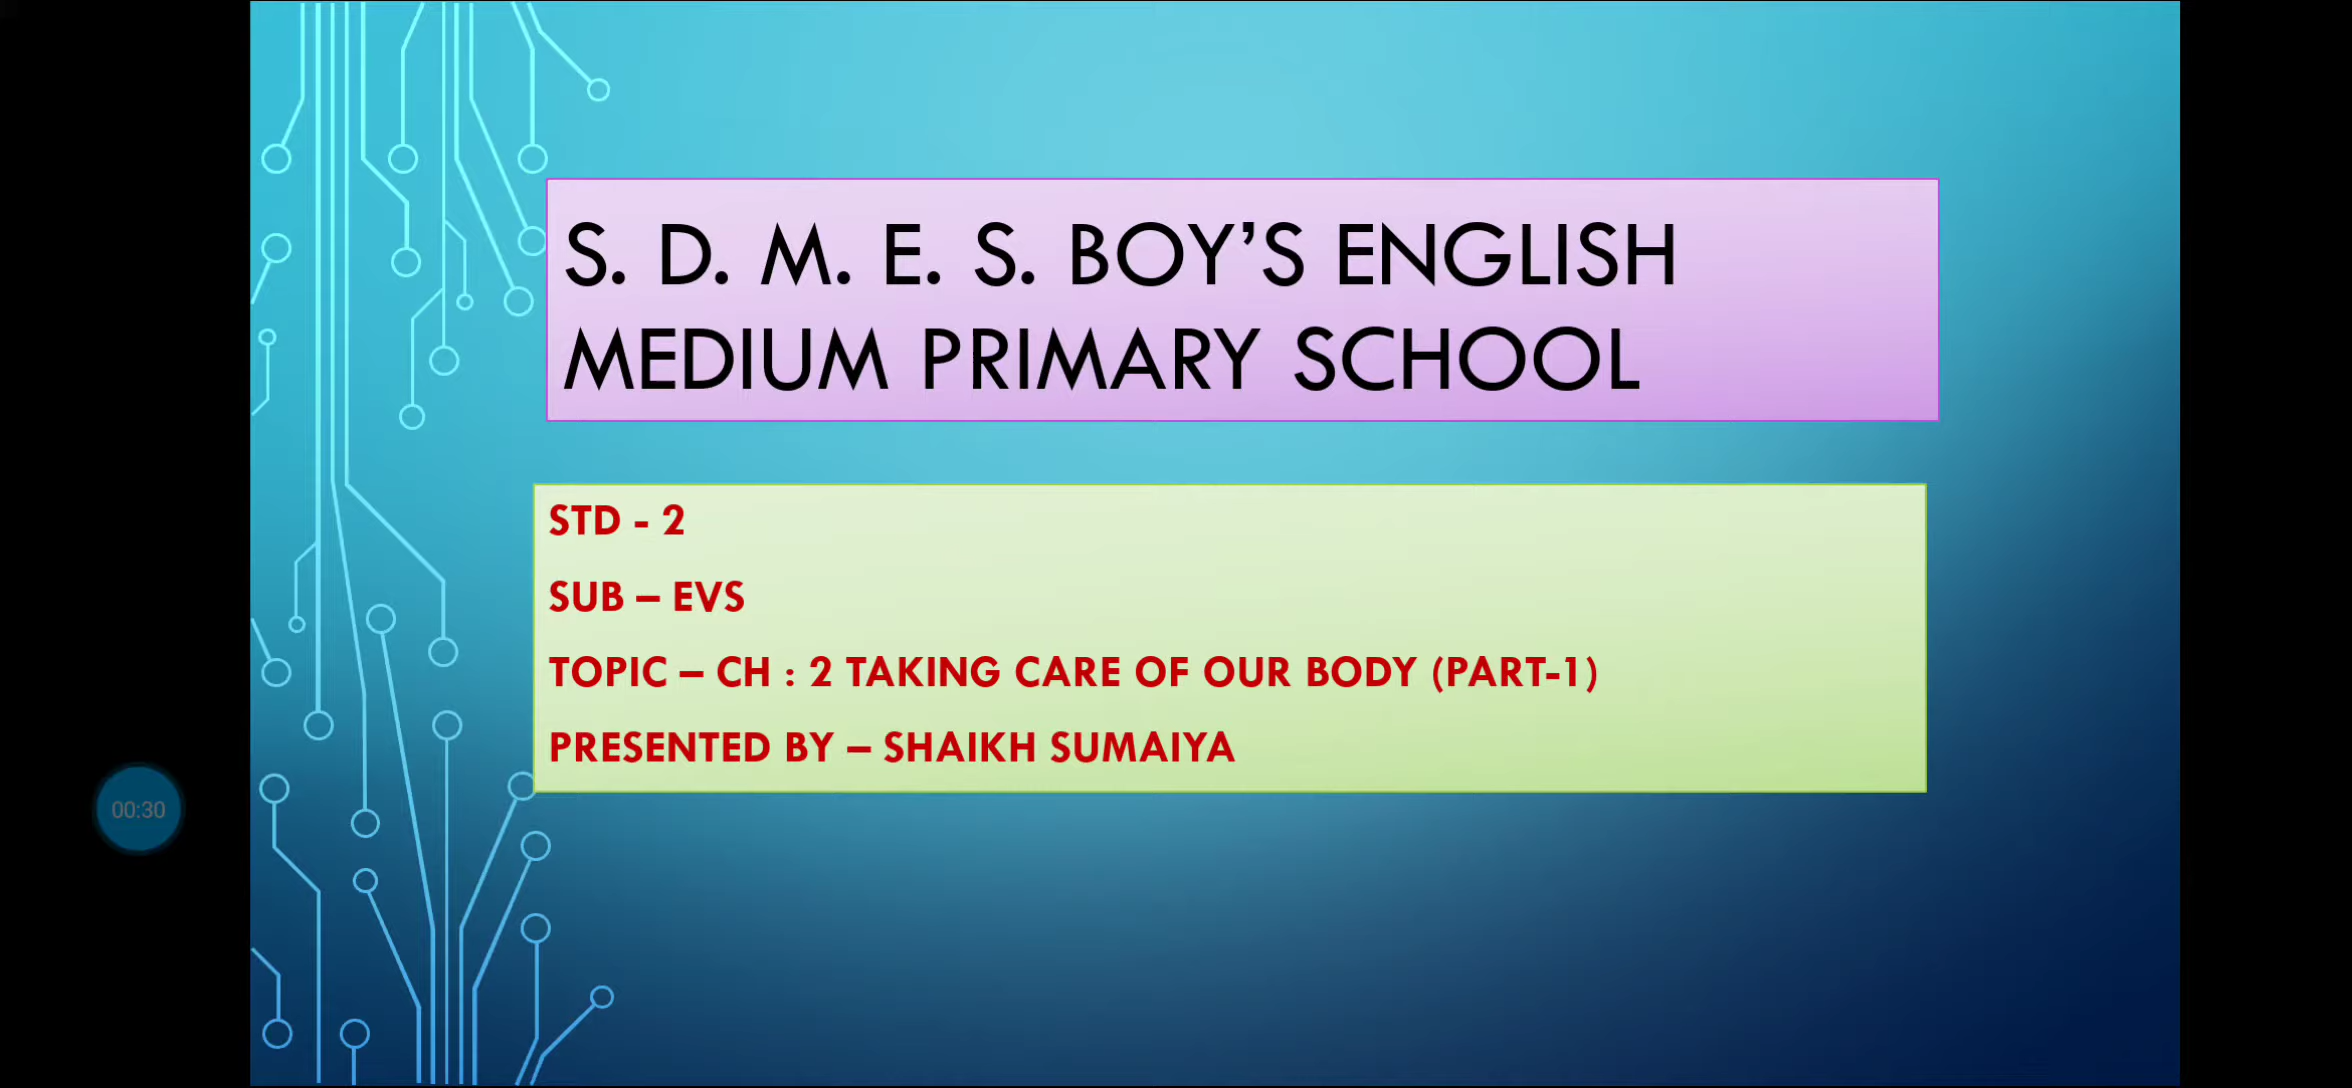 S. D. M. E. S. BOY’S ENGLISH
MEDIUM PRIMARY SCHOOL
STD - 2
SUB – EVS
TOPIC – CH : 2 TAKING CARE OF OUR BODY (PART-1)
PRESENTED BY – SHAIKH SUMAIYA
00:30